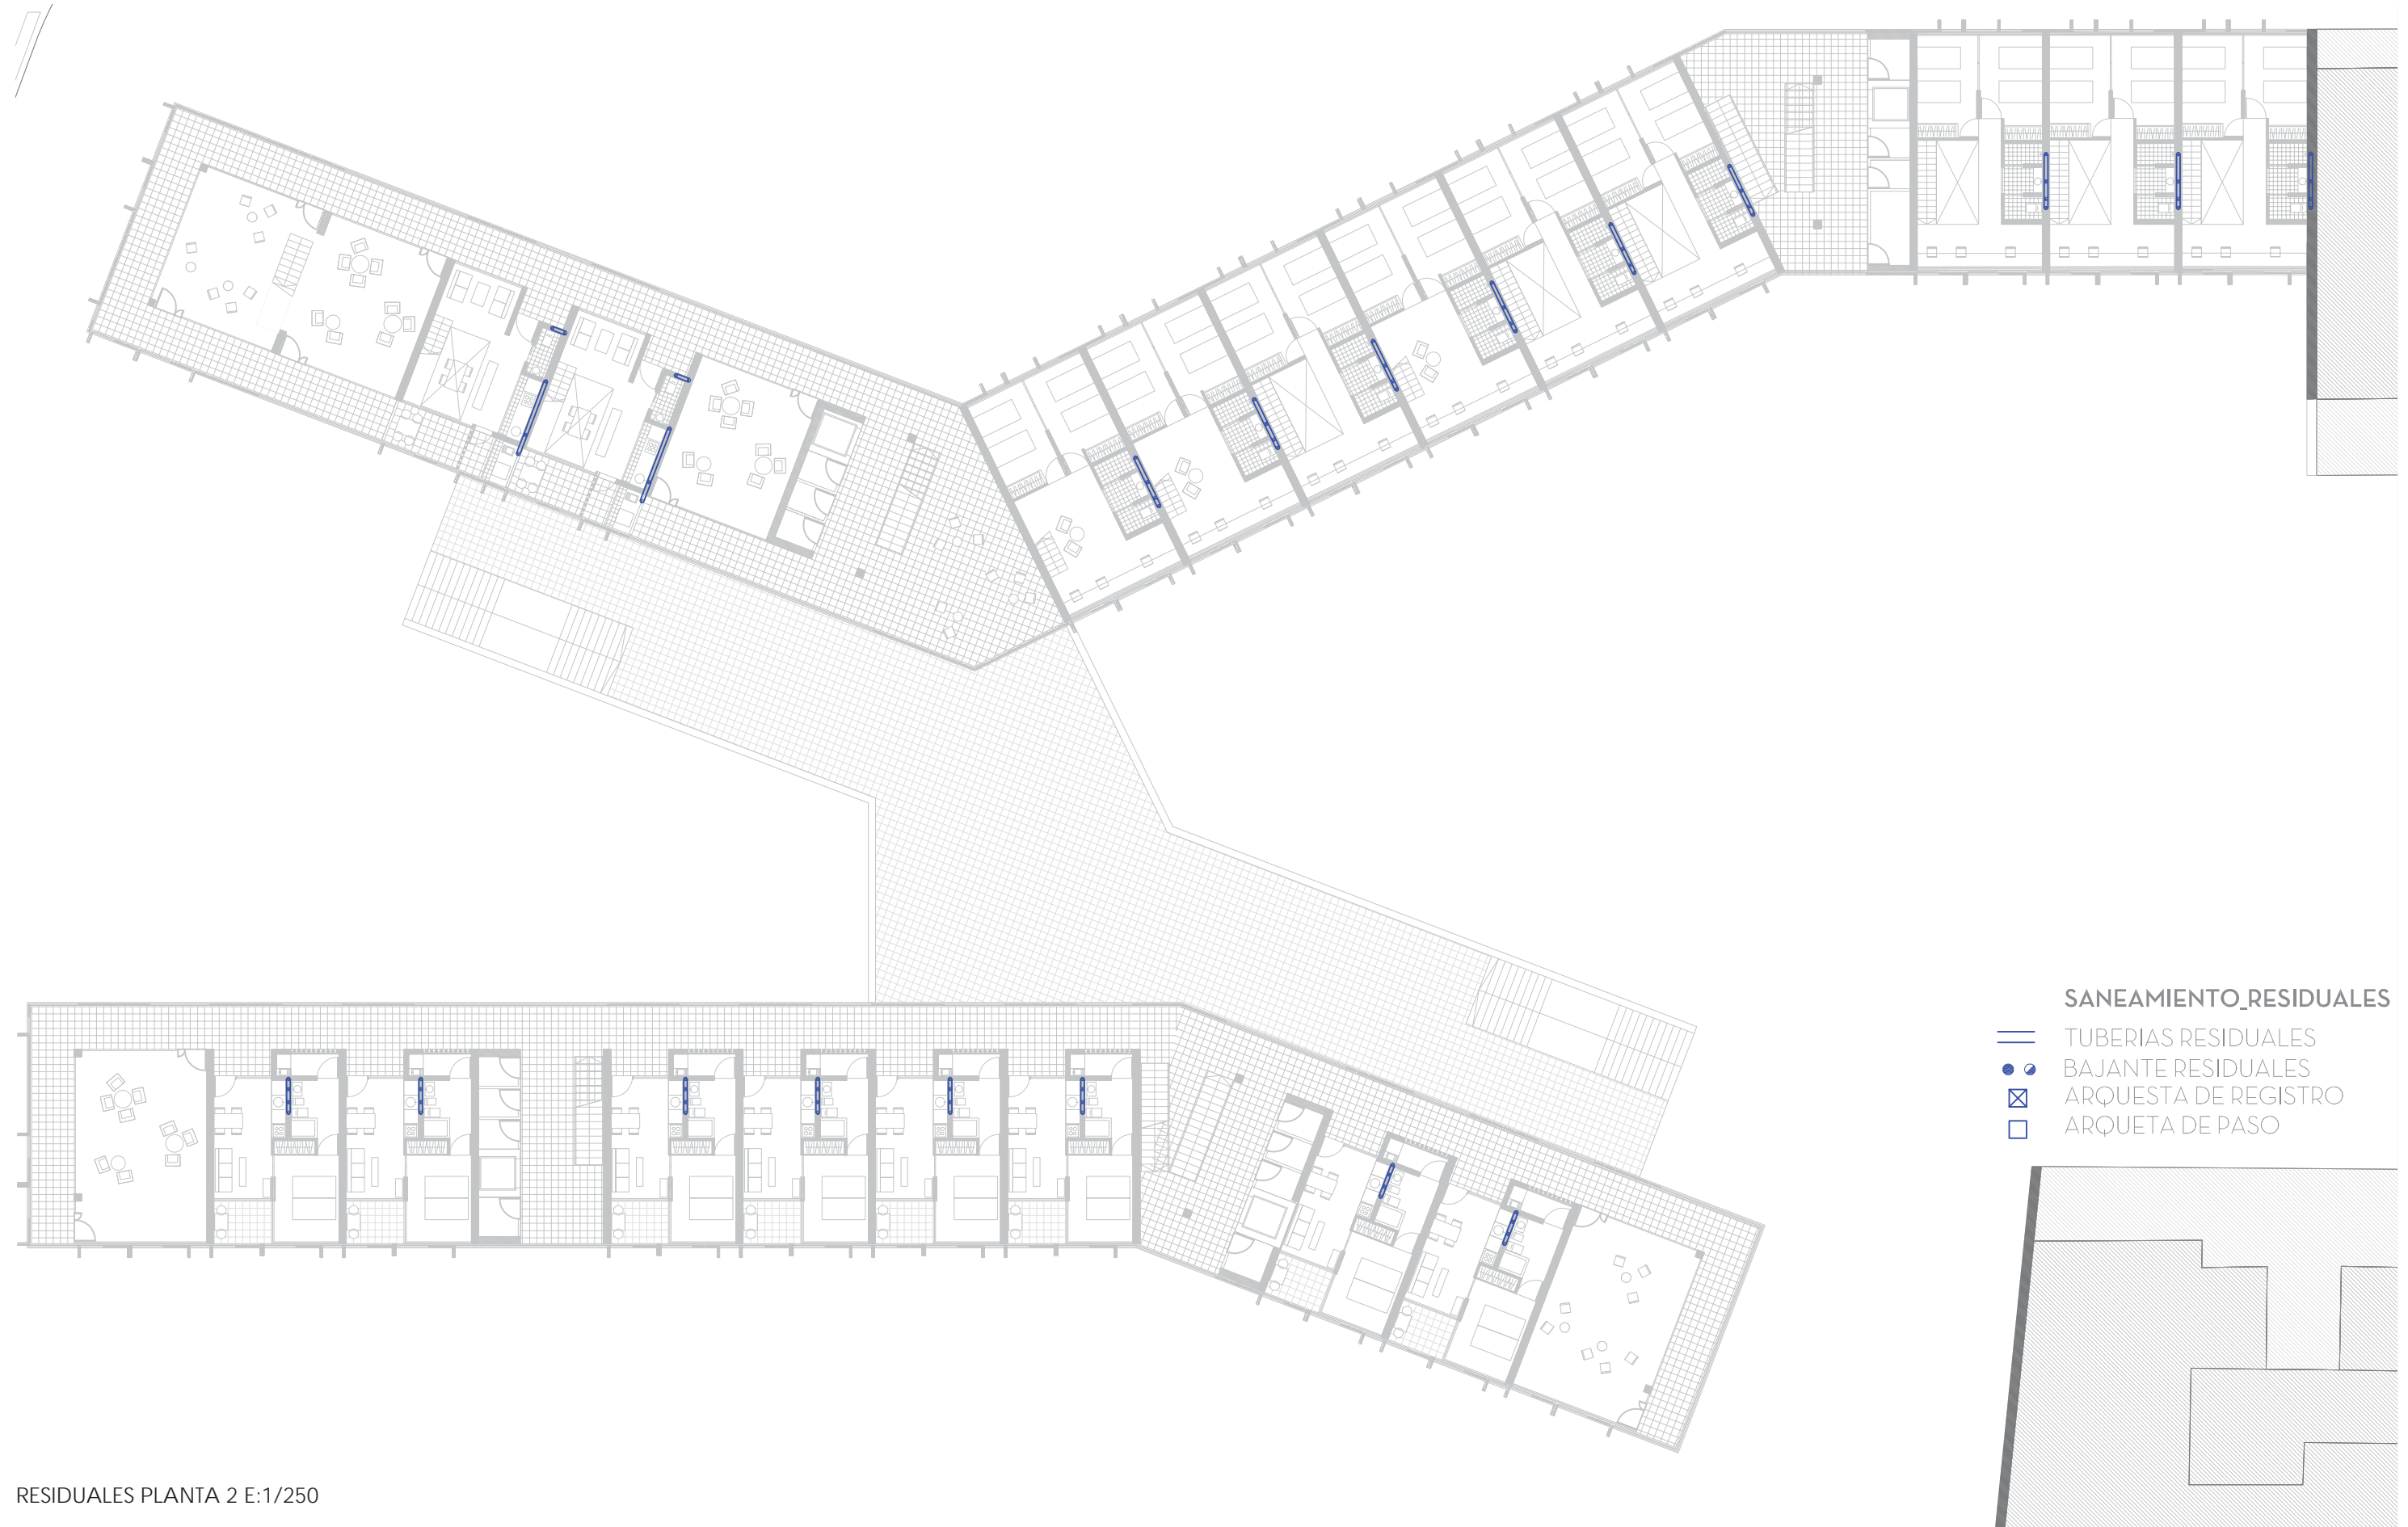 SANEAMIENTO_RESIDUALES
TUBERIAS RESIDUALES
BAJANTE RESIDUALES
ARQUESTA DE REGISTRO
ARQUETA DE PASO
RESIDUALES PLANTA 2 E:1/250